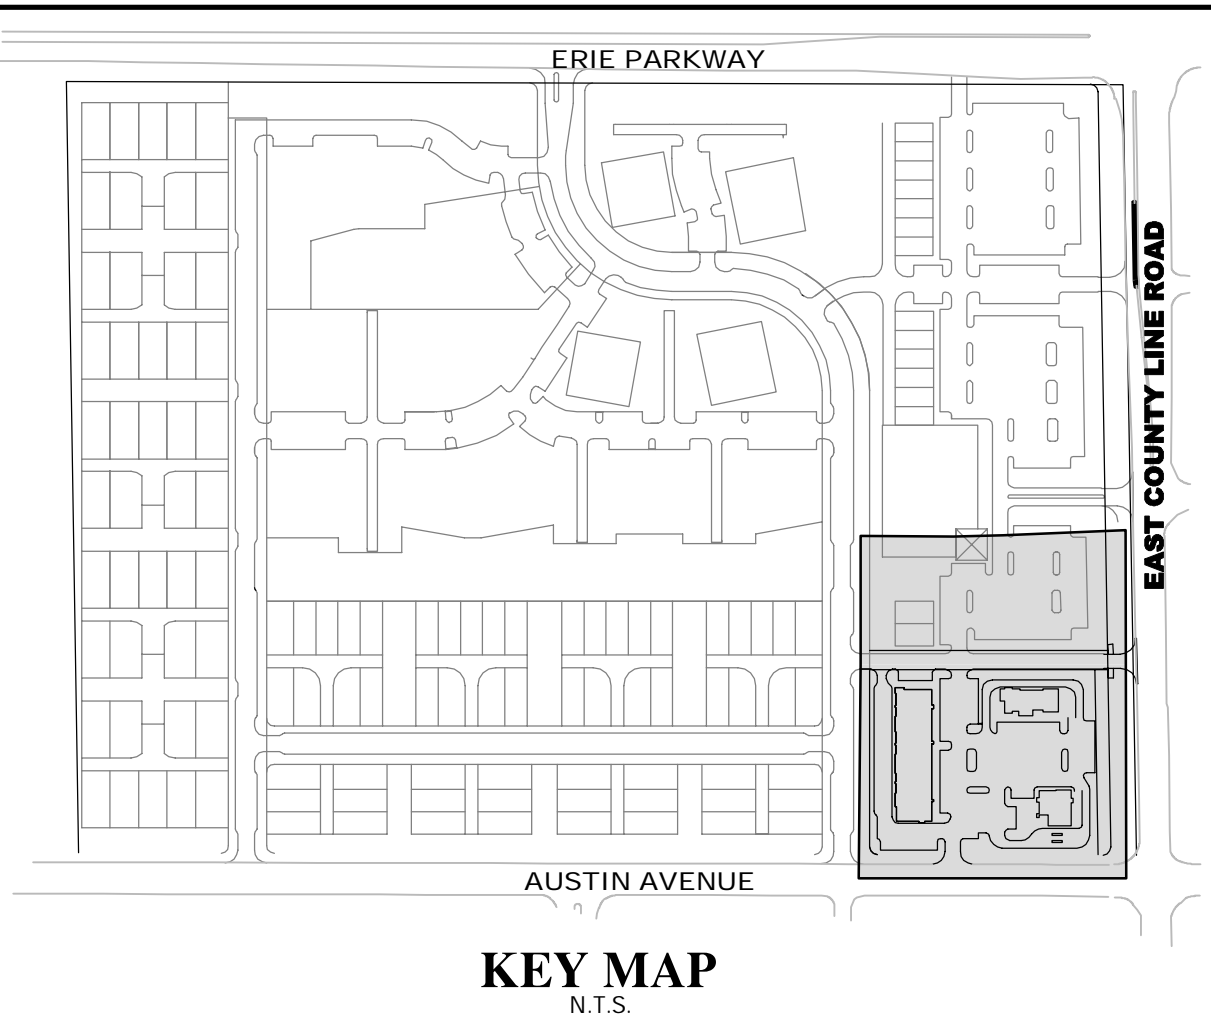 ERIE PARKWAY
EAST COUNTY LINE ROAD
AUSTIN AVENUE
KEY MAP
N.T.S.